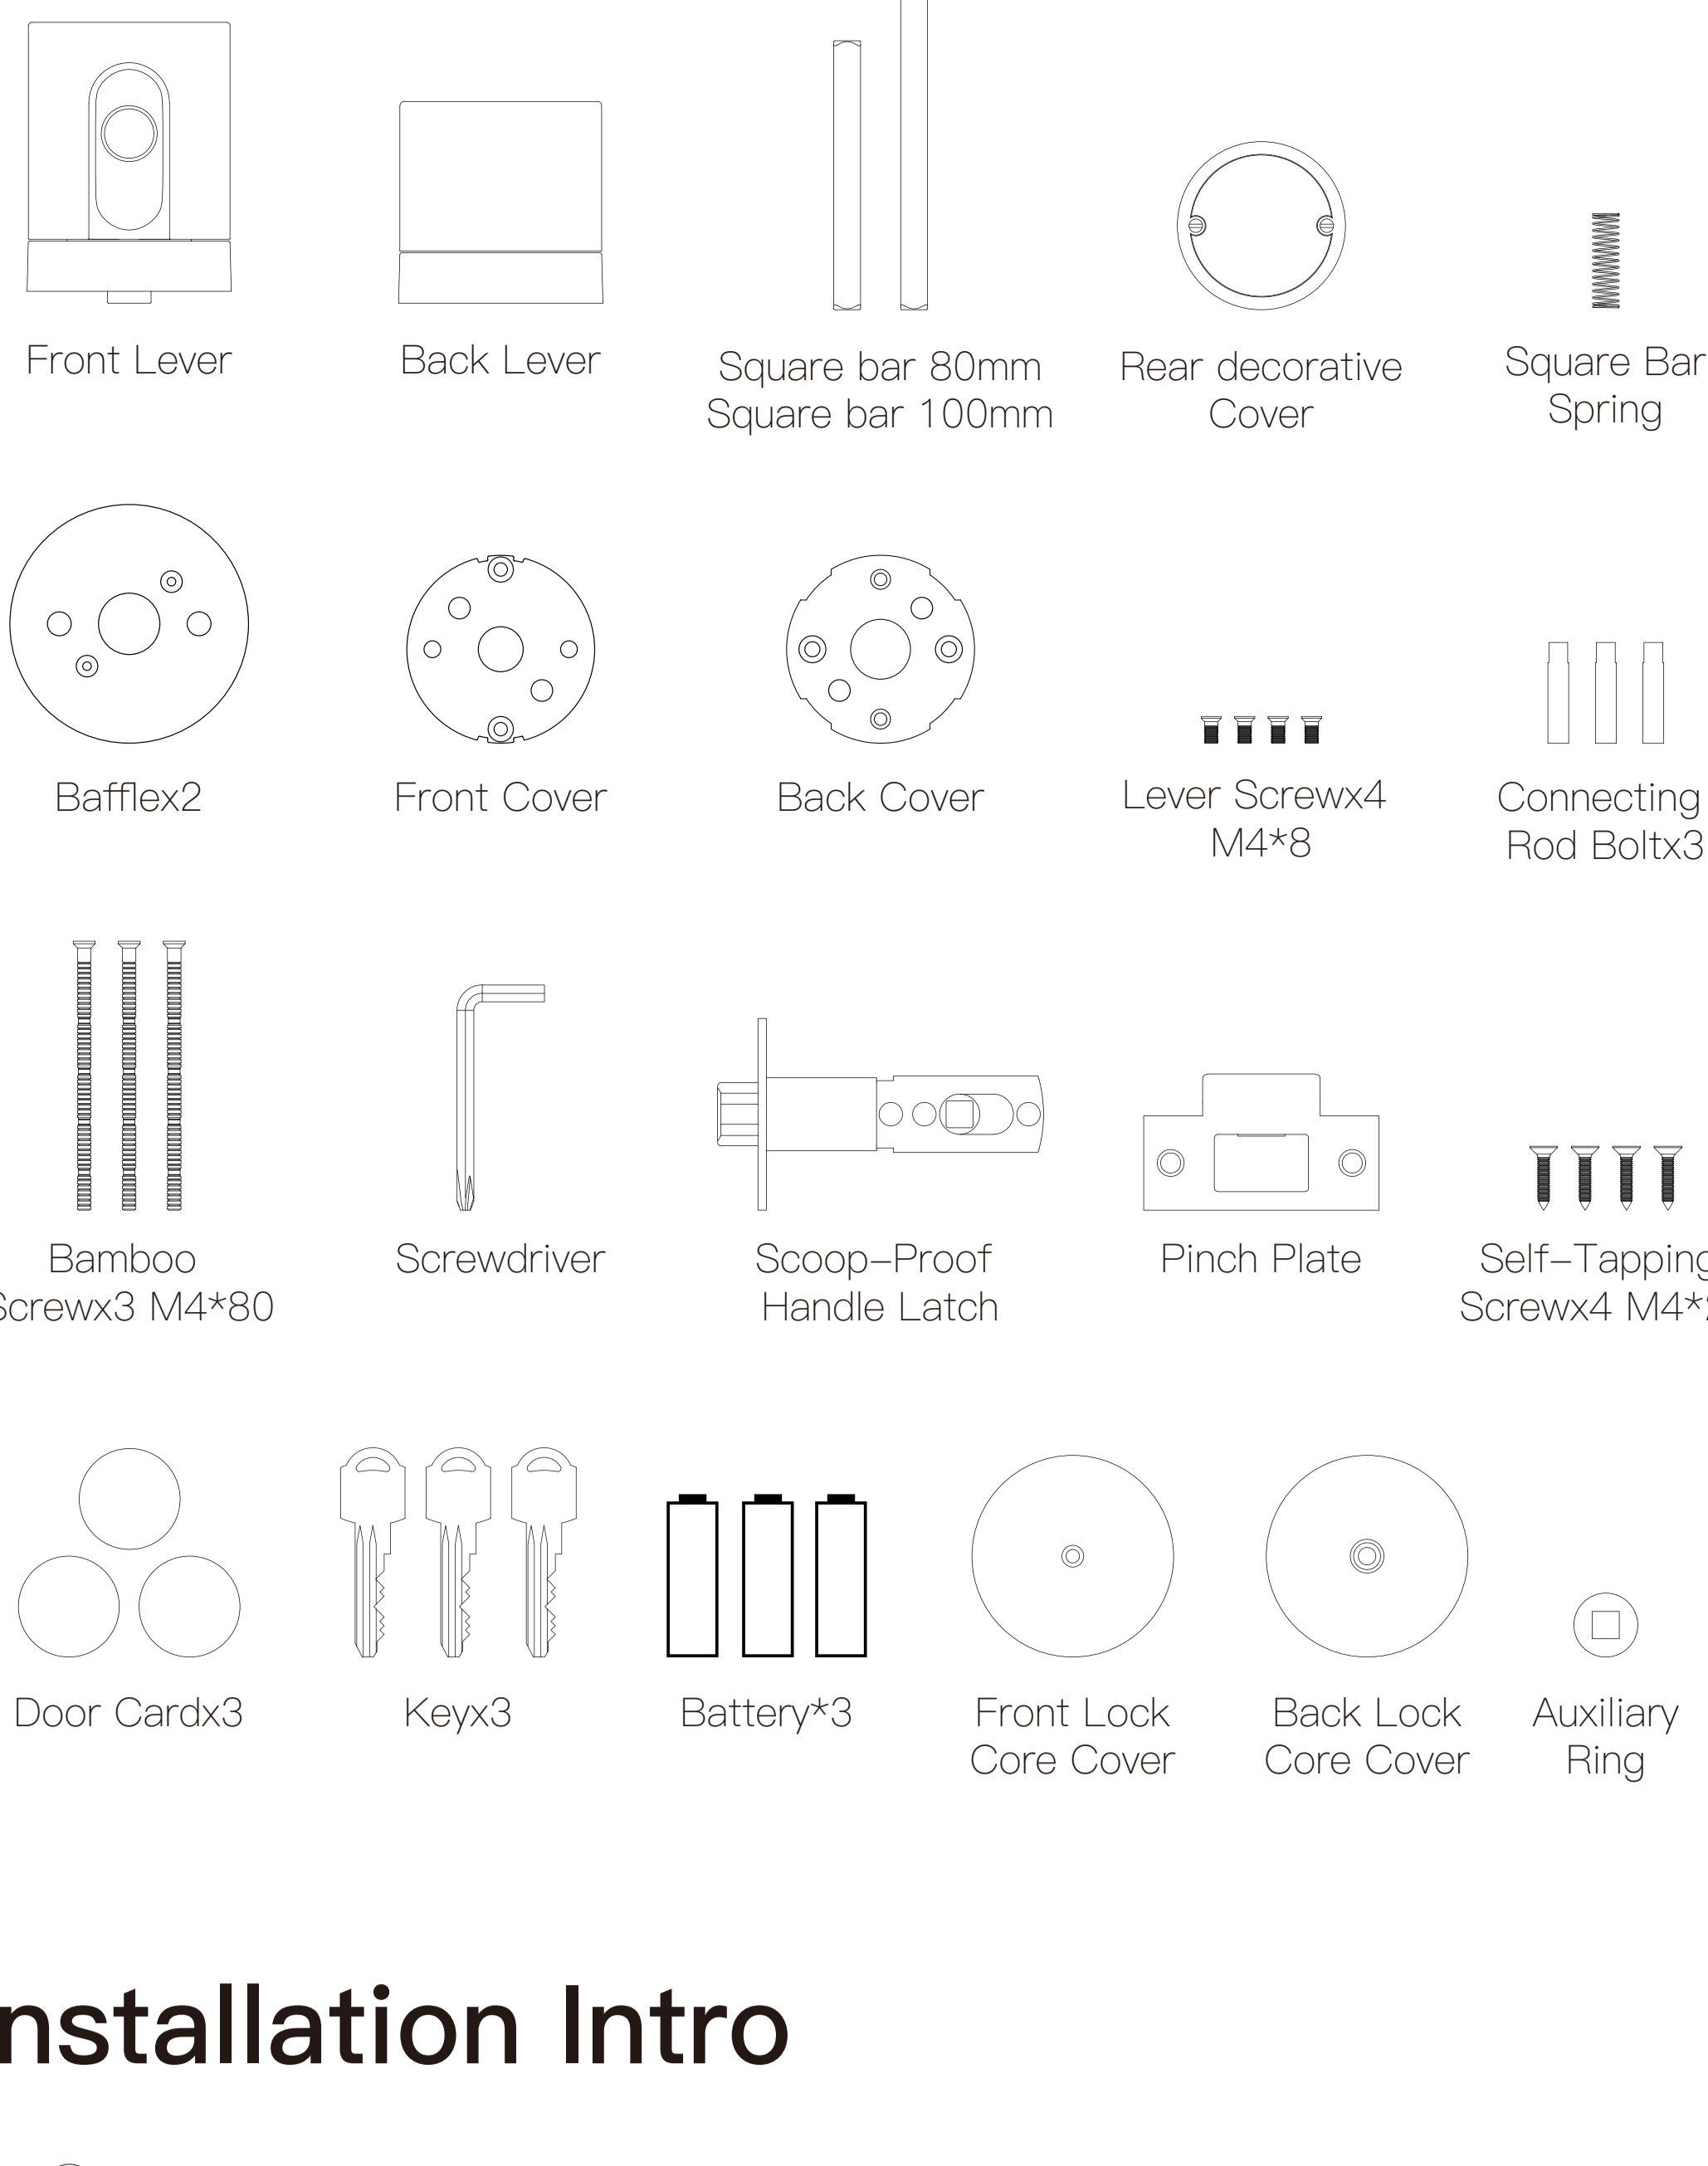 Front Lever
Back Lever
Square bar 80mm
Square bar 100mm
Rear decorative
Cover
Square Bar
Spring
Bafflex2
Front Cover
Back Cover
Lever Screwx4
M4*8
Connecting
Rod Boltx3
Bamboo
Screwx3 M4*80
Screwdriver
Scoop-Proof
Handle Latch
Pinch Plate
Self-Tapping
Screwx4 M4*
Door Cardx3
Keyx3
Battery*3
Front Lock
Core Cover
Back Lock
Core Cover
Auxiliary
Ring
nstallation Intro